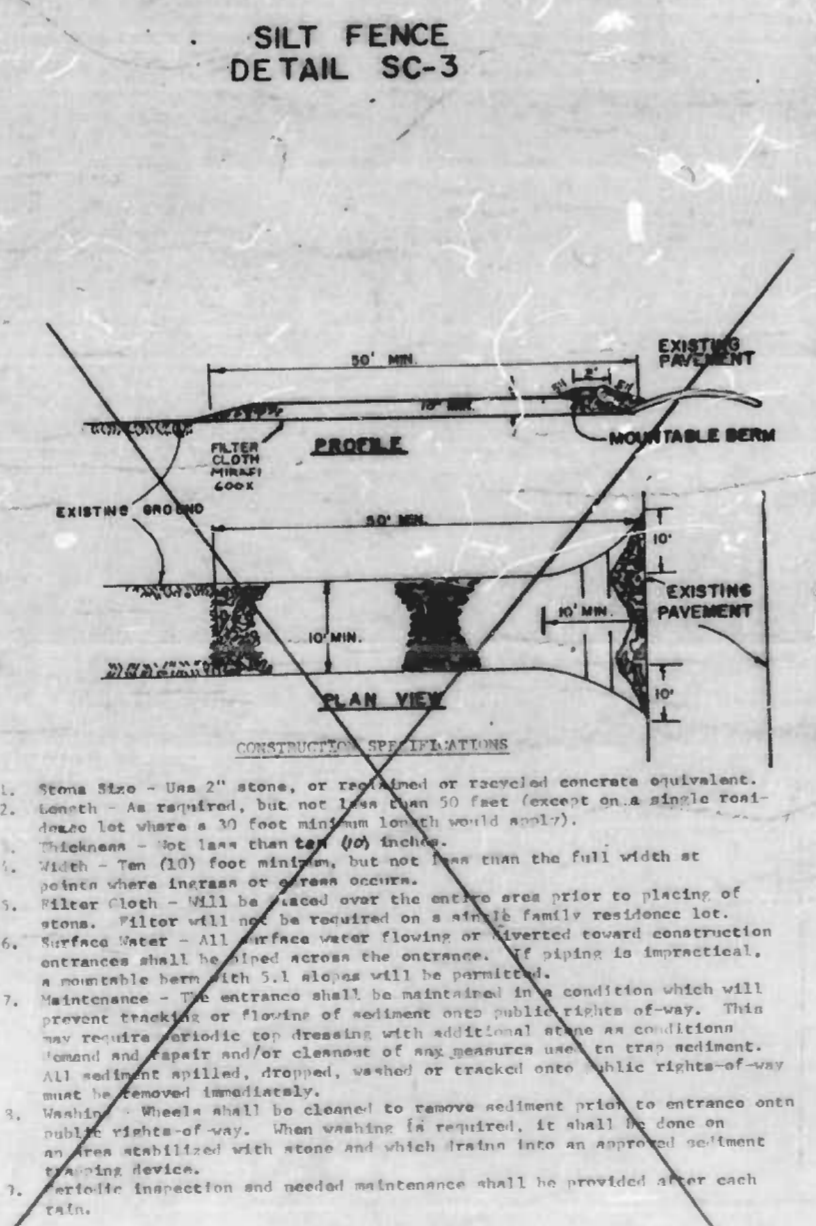 SILT FENCE
DETAIL SC-3
50' MIN.
EXISTING
PAVEMENT
2'
5:1
5:1
10" MIN.
PROFILE
MOUNTABLE BERM
FILTER
CLOTH
MIRAFI
600X
EXISTING GROUND
50' MIN.
10'
10' MIN.
10' MIN.
EXISTING
PAVEMENT
10'
PLAN VIEW
CONSTRUCTION SPECIFICATIONS
1. Stone Size - Use 2" stone, or reclaimed or recycled concrete equivalent.
2. Length - As required, but not less than 50 feet (except on a single resi-
dence lot where a 30 foot minimum length would apply).
Thickness - Not less than ten (10) inches.
Width - Ten (10) foot minimum, but not less than the full width at
points where ingress or egress occurs.
5. Filter Cloth - Will be placed over the entire area prior to placing of
stone. Filter will not be required on a single family residence lot.
6. Surface Water - All surface water flowing or diverted toward construction
entrances shall be piped across the entrance. If piping is impractical,
a mountable berm with 5.1 slopes will be permitted.
7. Maintenance - The entrance shall be maintained in a condition which will
prevent tracking or flowing of sediment onto public rights of-way. This
may require periodic top dressing with additional stone as conditions
demand and repair and/or cleanout of any measures used to trap sediment.
All sediment spilled, dropped, washed or tracked onto public rights-of-way
must be removed immediately.
8. Washing - Wheels shall be cleaned to remove sediment prior to entrance onto
public rights-of-way. When washing is required, it shall be done on
an area stabilized with stone and which drains into an approved sediment
trapping device.
9. Periodic inspection and needed maintenance shall be provided after each
rain.